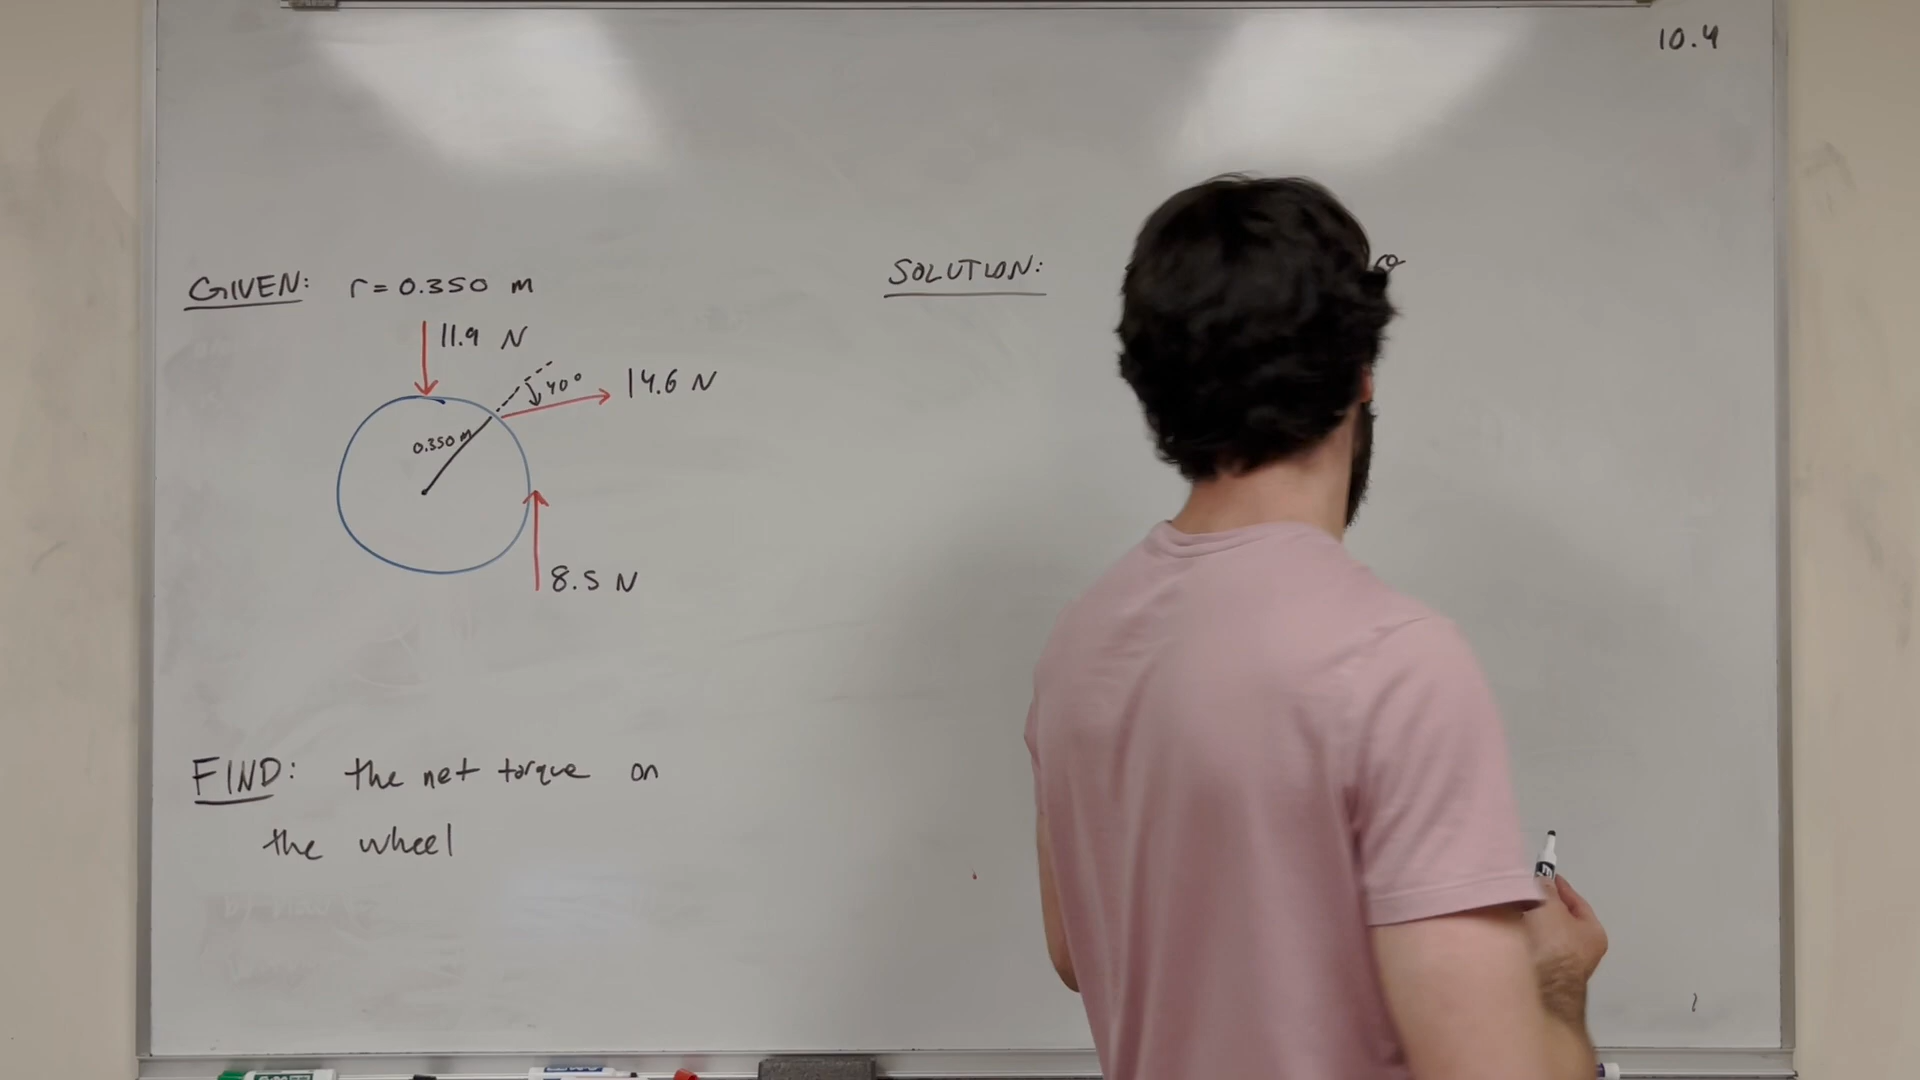 10.4
GIVEN: r = 0.350 m
11.9 N
40°
14.6 N
0.350 m
8.5 N
FIND: the net torque on
the wheel
SOLUTION: